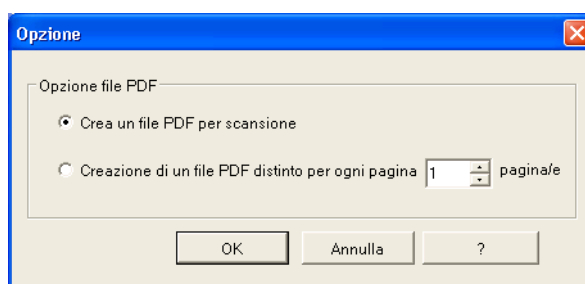 Opzione
Opzione file PDF
Crea un file PDF per scansione
Creazione di un file PDF distinto per ogni pagina 1 pagina/e
OK Annulla ?